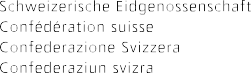 Schweizerische Eidgenossenschaft
Confédération suisse
Confederazione Svizzera
Confederaziun svizra